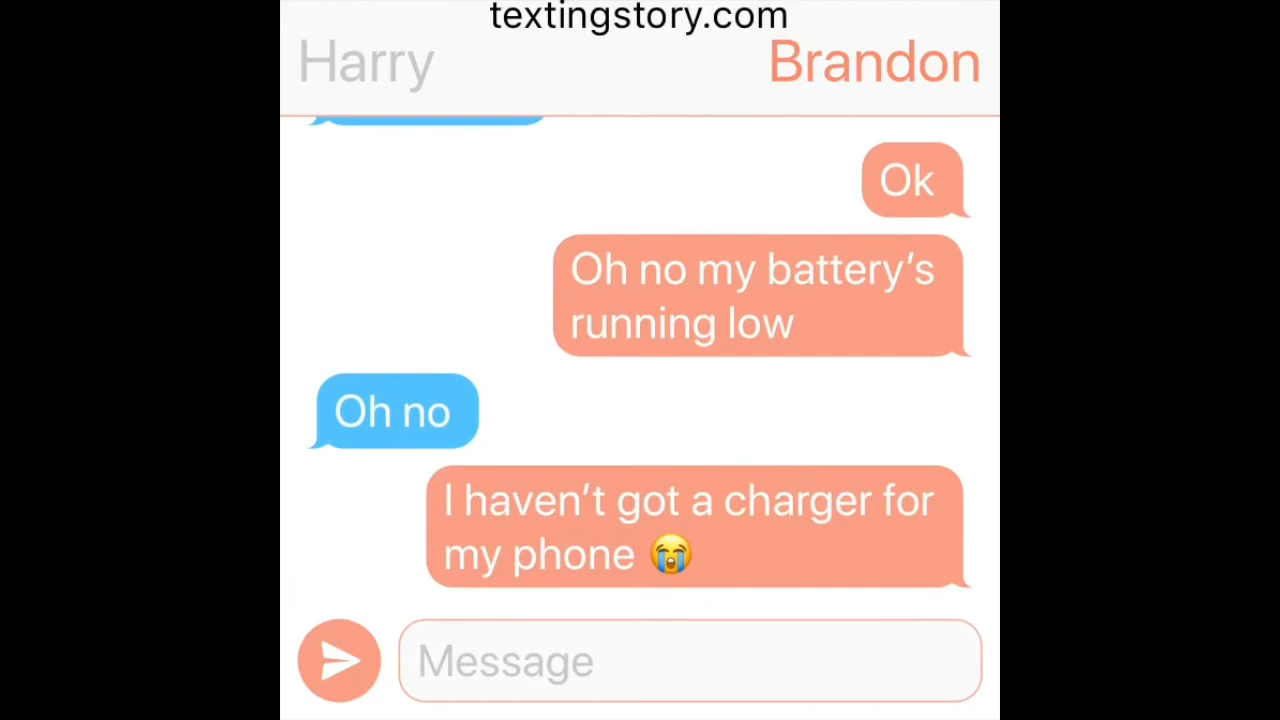 textingstory.com
Harry
Brandon
Ok
Oh no my battery’s
running low
Oh no
I haven’t got a charger for
my phone 😭
Message